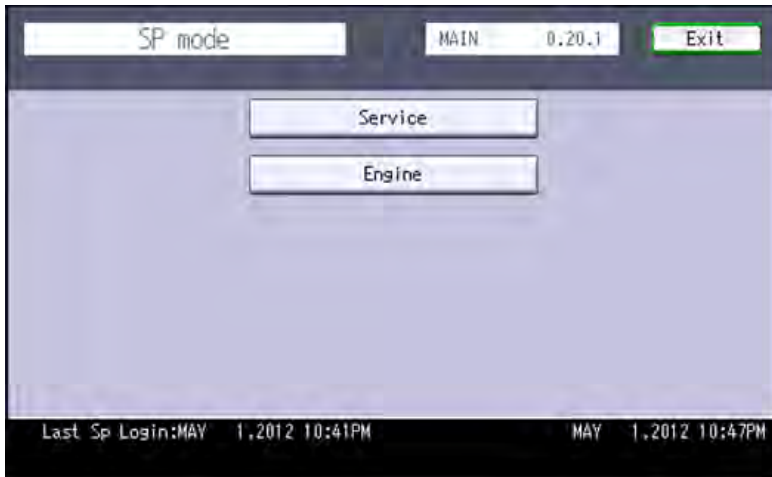 SP mode MAIN 0.20.1 Exit
Service
Engine
Last Sp Login:MAY 1.2012 10:41PM MAY 1.2012 10:47PM